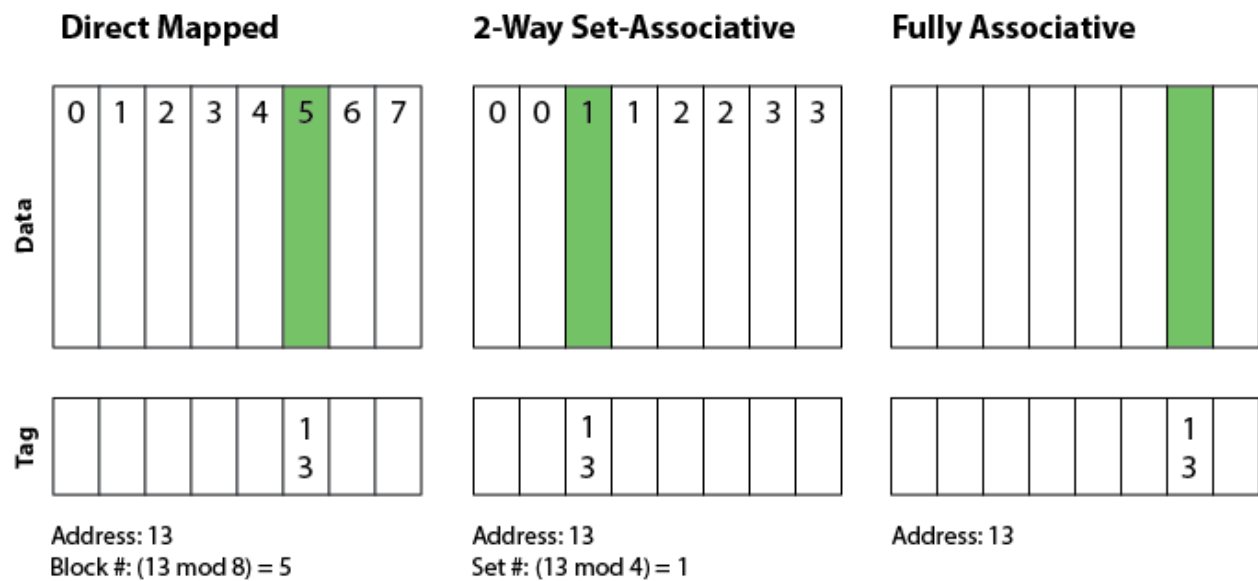 Direct Mapped
2-Way Set-Associative
Fully Associative
Data
0 1 2 3 4 5 6 7
0 0 1 1 2 2 3 3
Tag
1
3
1
3
1
3
Address: 13
Block #: (13 mod 8) = 5
Address: 13
Set #: (13 mod 4) = 1
Address: 13